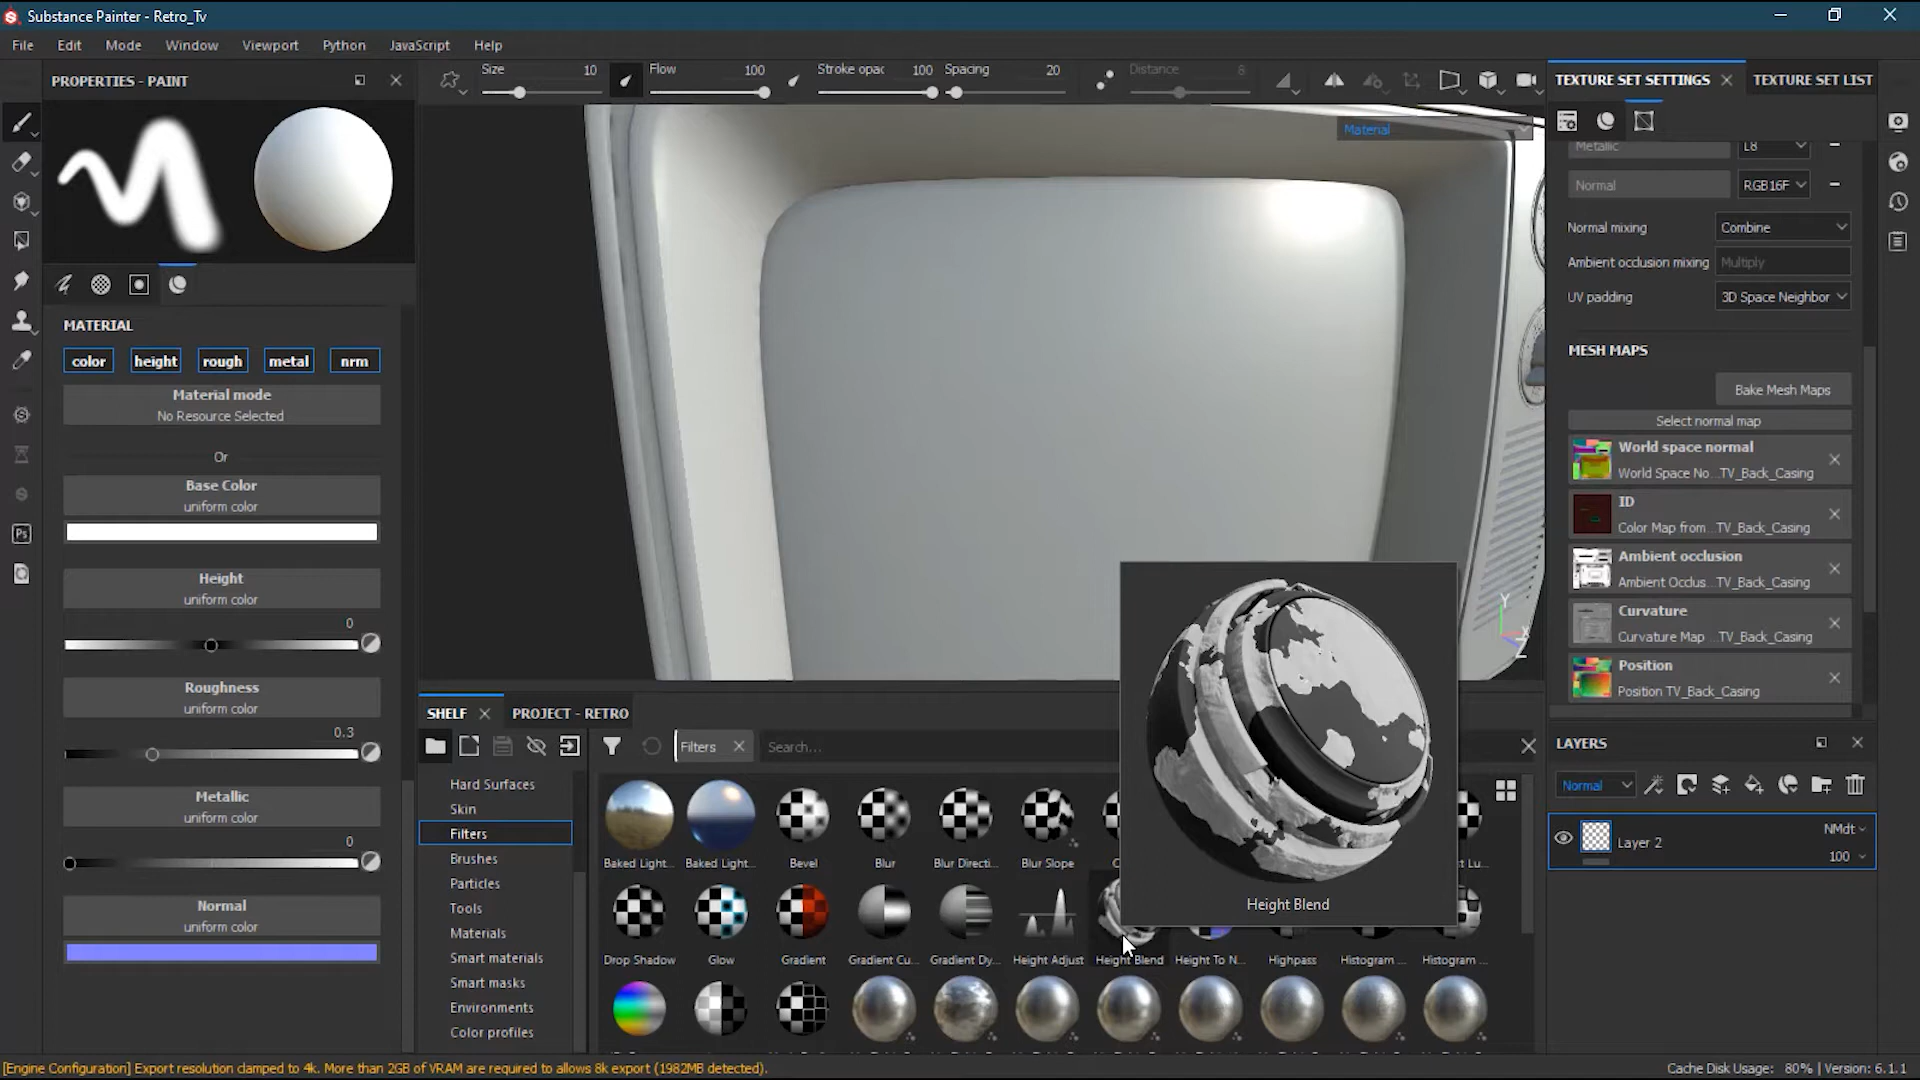 Substance Painter - Retro_Tv
File Edit Mode Window Viewport Python JavaScript Help
PROPERTIES - PAINT
Size 10 Flow 100 Stroke opac 100 Spacing 20 Distance 8
TEXTURE SET SETTINGS TEXTURE SET LIST
Material
Metallic L8
Normal RGB16F
Normal mixing Combine
Ambient occlusion mixing Multiply
UV padding 3D Space Neighbor
MESH MAPS
Bake Mesh Maps
Select normal map
World space normal
World Space No...TV_Back_Casing
ID
Color Map from...TV_Back_Casing
Ambient occlusion
Ambient Occlus...TV_Back_Casing
Curvature
Curvature Map ...TV_Back_Casing
Position
Position TV_Back_Casing
MATERIAL
color height rough metal nrm
Material mode
No Resource Selected
Or
Base Color
uniform color
Height
uniform color
0
Roughness
uniform color
0.3
Metallic
uniform color
0
Normal
uniform color
Ps
Y
Z
SHELF PROJECT - RETRO
Filters Search...
Hard Surfaces
Skin
Filters
Brushes
Particles
Tools
Materials
Smart materials
Smart masks
Environments
Color profiles
Baked Light... Baked Light... Bevel Blur Blur Directi... Blur Slope
Height Blend
Drop Shadow Glow Gradient Gradient Cu... Gradient Dy... Height Adjust Height Blend Height To N... Highpass Histogram ... Histogram ...
LAYERS
Normal
Layer 2 NMdt
100
[Engine Configuration] Export resolution clamped to 4k. More than 2GB of VRAM are required to allows 8k export (1982MB detected).
Cache Disk Usage: 80% | Version: 6.1.1